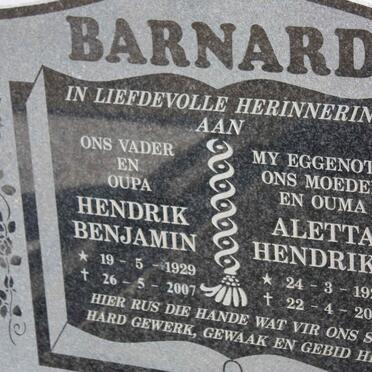 BARNARD
IN LIEFDEVOLLE HERINNERIN
AAN
ONS VADER
EN
OUPA
HENDRIK
BENJAMIN
★ 19 - 5 - 1929
† 26 - 5 - 2007
MY EGGENOT
ONS MOEDE
EN OUMA
ALETTA
HENDRIK
★ 24 - 3 - 19
† 22 - 4 - 20
HIER RUS DIE HANDE WAT VIR ONS S
HARD GEWERK, GEWAAK EN GEBID HE